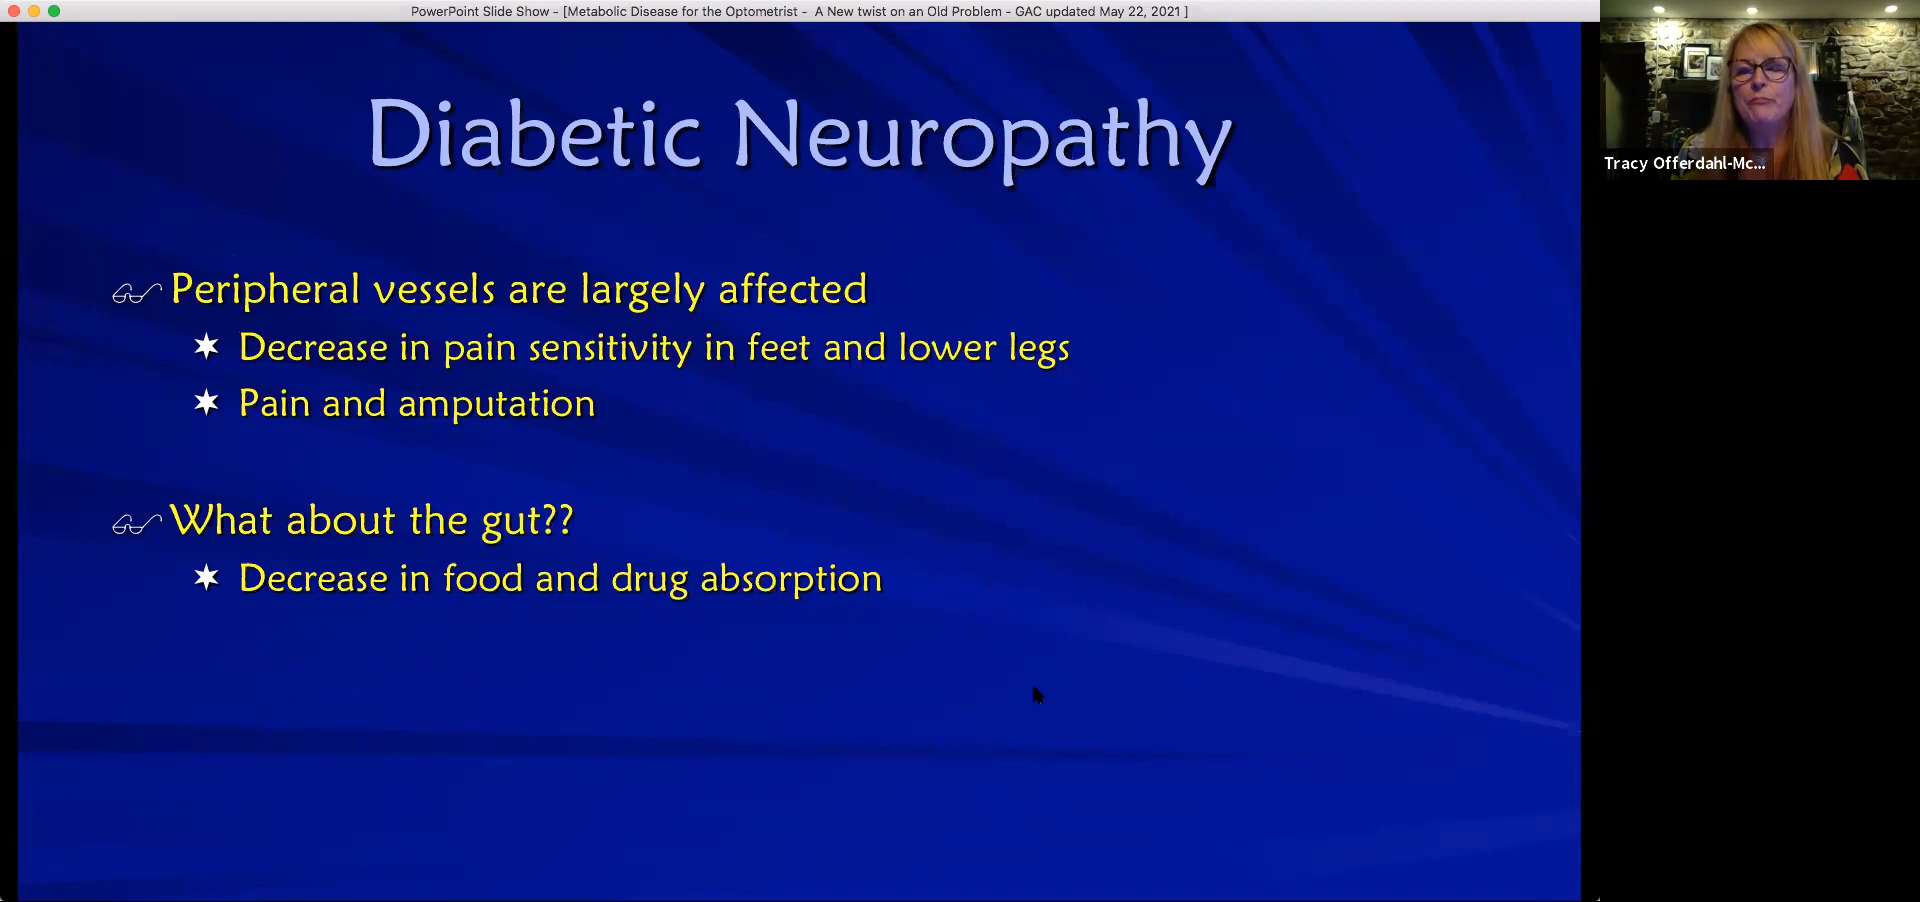 PowerPoint Slide Show - [Metabolic Disease for the Optometrist - A New twist on an Old Problem - GAC updated May 22, 2021 ]
Diabetic Neuropathy
Peripheral vessels are largely affected
Decrease in pain sensitivity in feet and lower legs
Pain and amputation
What about the gut??
Decrease in food and drug absorption
Tracy Offerdahl-Mc...